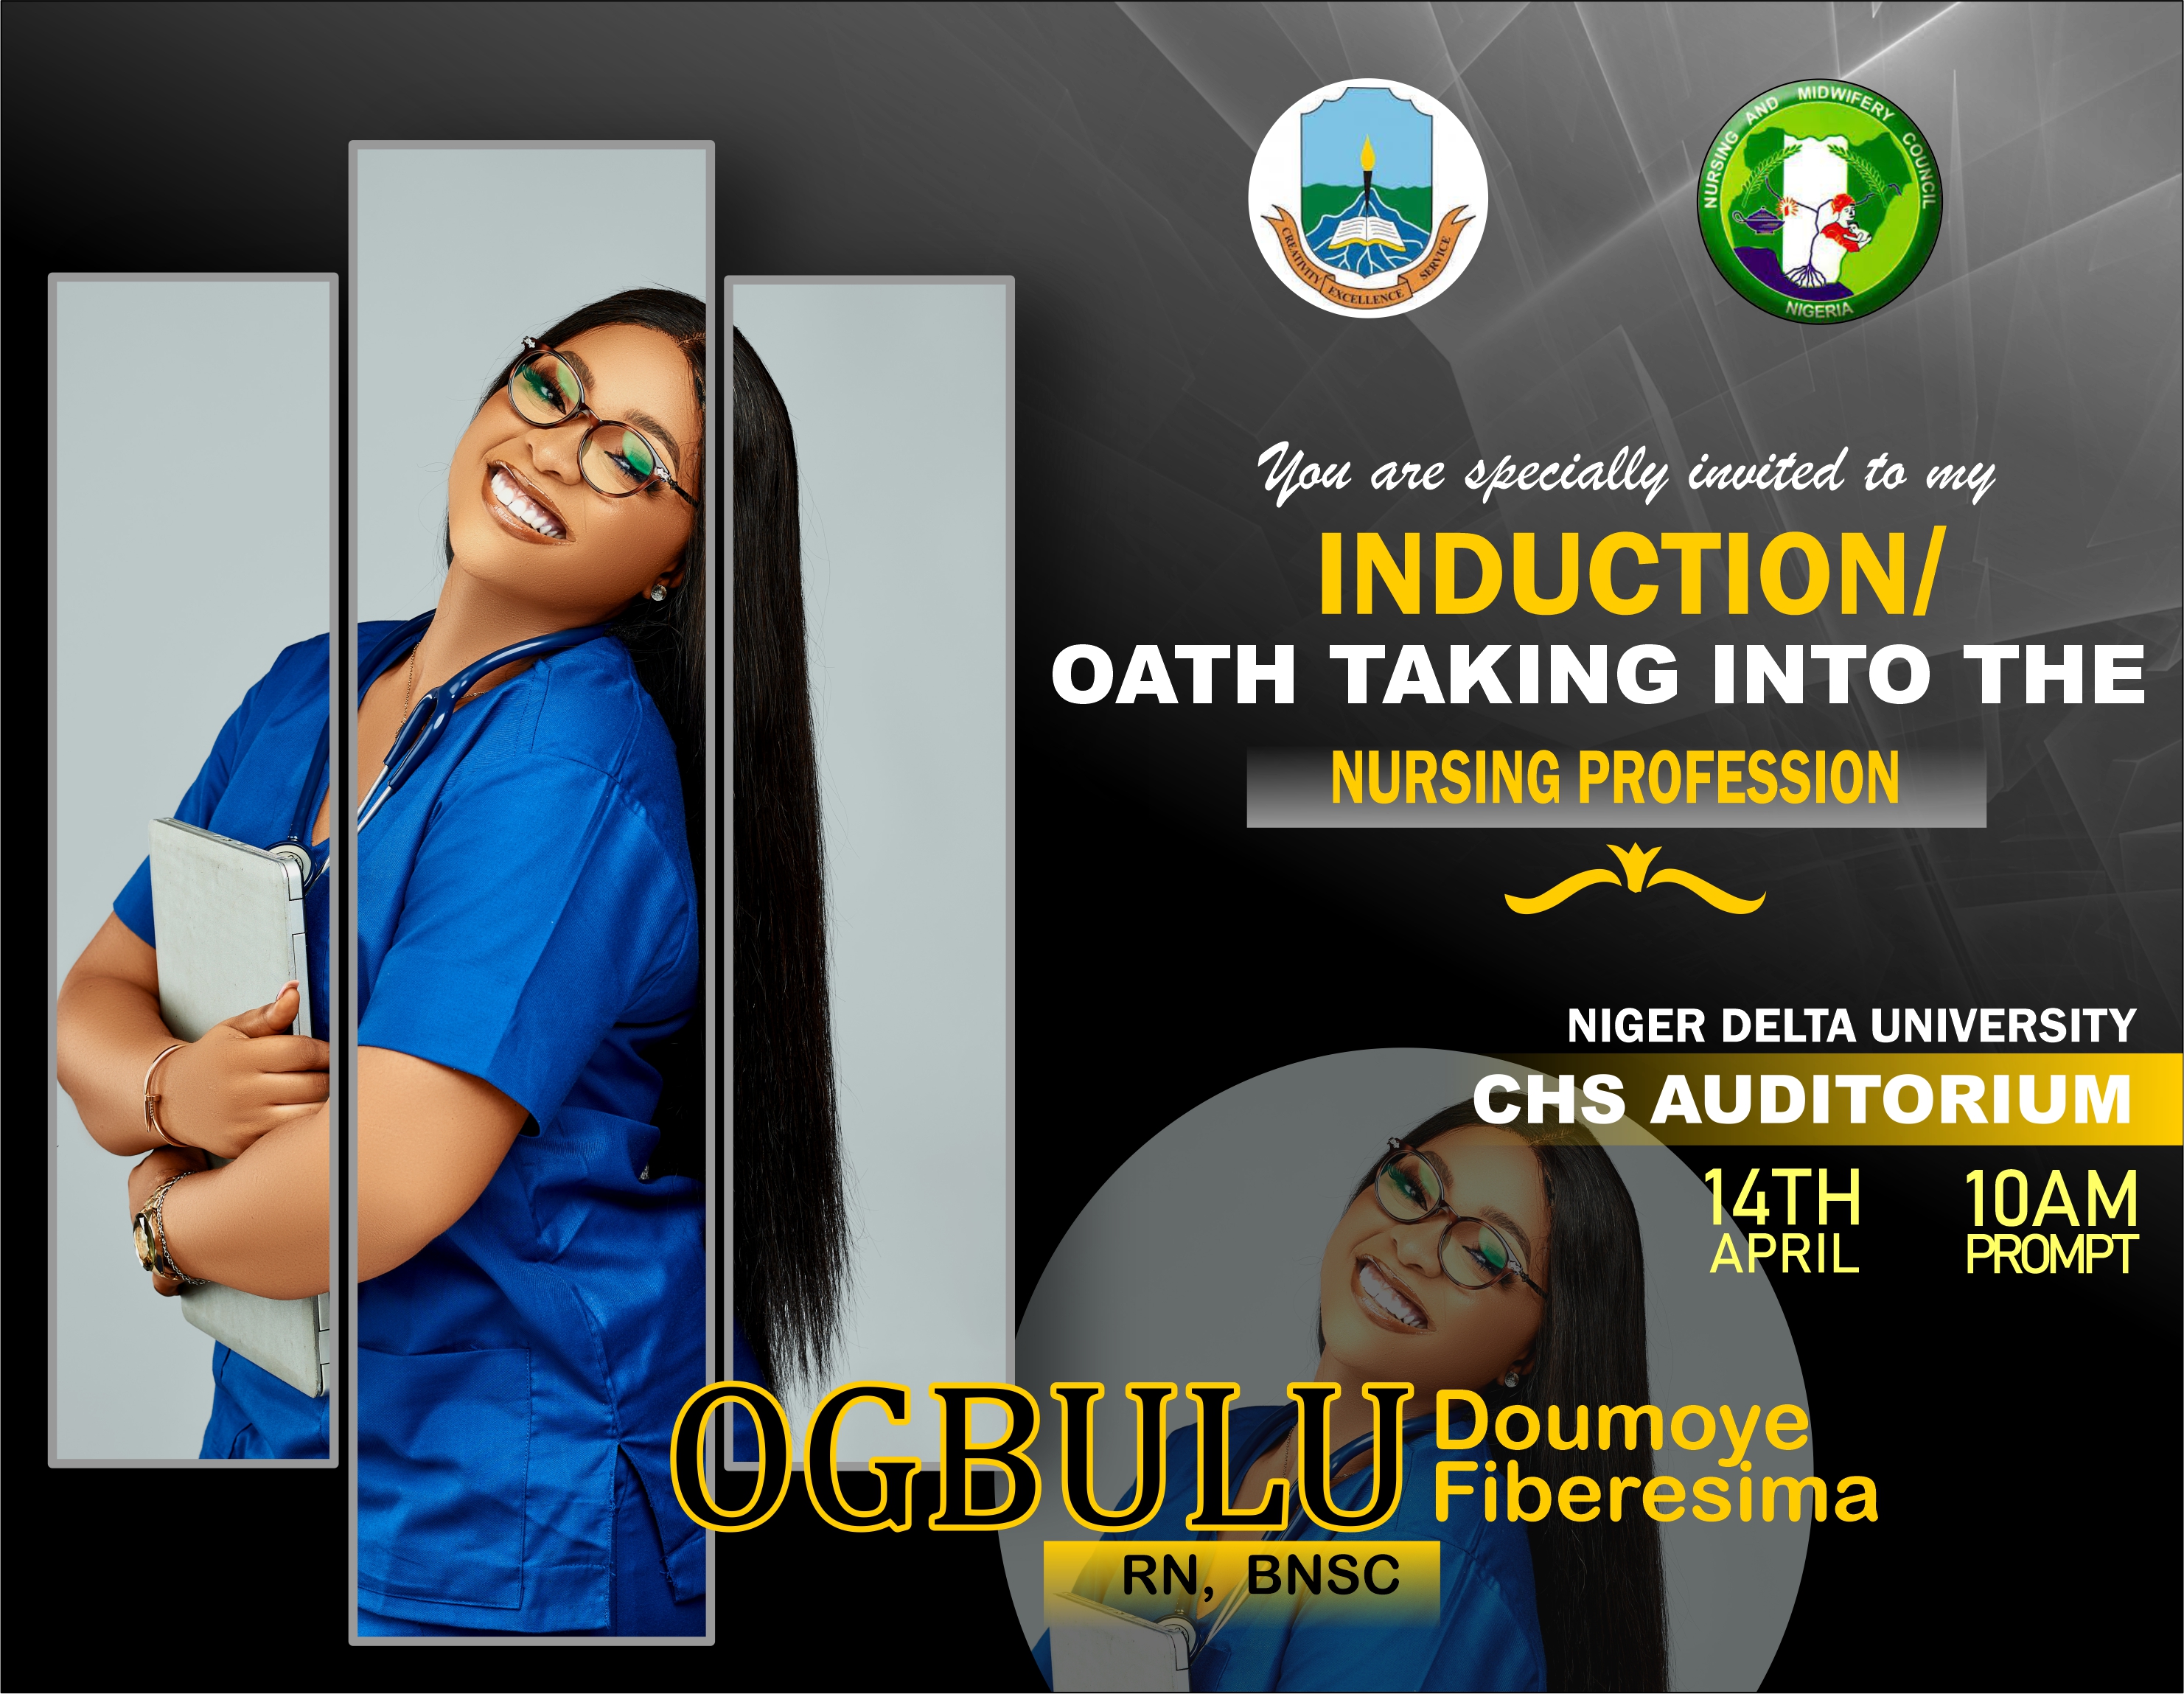 CREATIVITY EXCELLENCE SERVICE
NURSING AND MIDWIFERY COUNCIL
NIGERIA
You are specially invited to my
INDUCTION/
OATH TAKING INTO THE
NURSING PROFESSION
NIGER DELTA UNIVERSITY
CHS AUDITORIUM
14TH APRIL
10AM PROMPT
OGBULU
Doumoye
Fiberesima
RN, BNSC